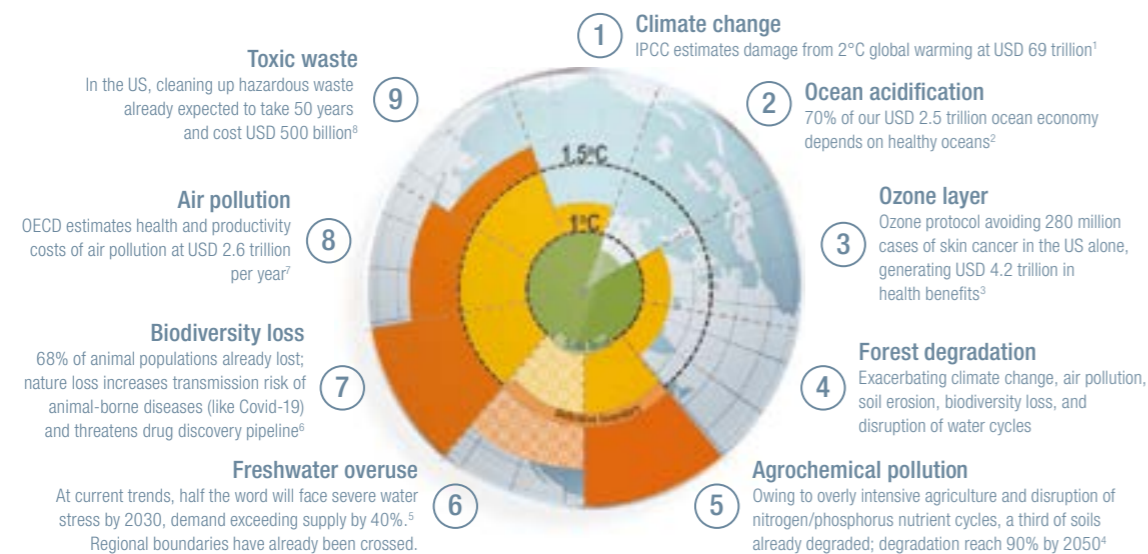 1
Climate change
IPCC estimates damage from 2°C global warming at USD 69 trillion¹
2
Ocean acidification
70% of our USD 2.5 trillion ocean economy
depends on healthy oceans²
3
Ozone layer
Ozone protocol avoiding 280 million
cases of skin cancer in the US alone,
generating USD 4.2 trillion in
health benefits³
4
Forest degradation
Exacerbating climate change, air pollution,
soil erosion, biodiversity loss, and
disruption of water cycles
5
Agrochemical pollution
Owing to overly intensive agriculture and disruption of
nitrogen/phosphorus nutrient cycles, a third of soils
already degraded; degradation reach 90% by 2050⁴
6
Freshwater overuse
At current trends, half the word will face severe water
stress by 2030, demand exceeding supply by 40%.⁵
Regional boundaries have already been crossed.
7
Biodiversity loss
68% of animal populations already lost;
nature loss increases transmission risk of
animal-borne diseases (like Covid-19)
and threatens drug discovery pipeline⁶
8
Air pollution
OECD estimates health and productivity
costs of air pollution at USD 2.6 trillion
per year⁷
9
Toxic waste
In the US, cleaning up hazardous waste
already expected to take 50 years
and cost USD 500 billion⁸
1.5°C
1°C